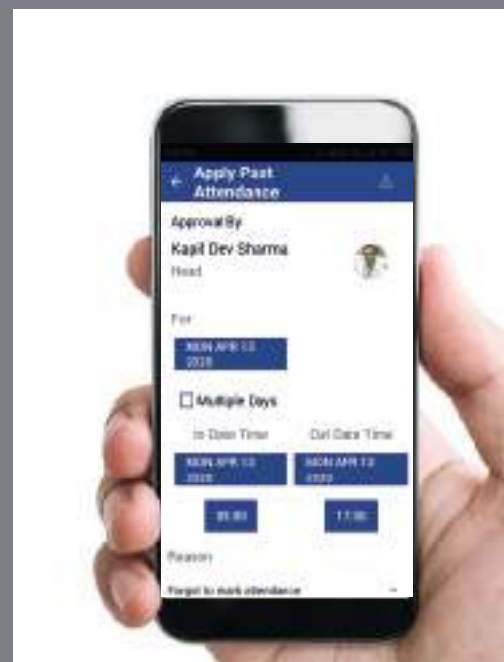 Apply Past
Attendance
Approval By
Kapil Dev Sharma
Head
For
MON APR 13
2020
Multiple Days
In Date Time
Out Date Time
MON APR 13
2020
MON APR 13
2020
17:30
Reason
Forgot to mark attendance